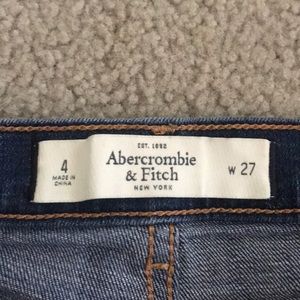 EST. 1892
4
MADE IN
CHINA
Abercrombie
& Fitch
NEW YORK
W 27